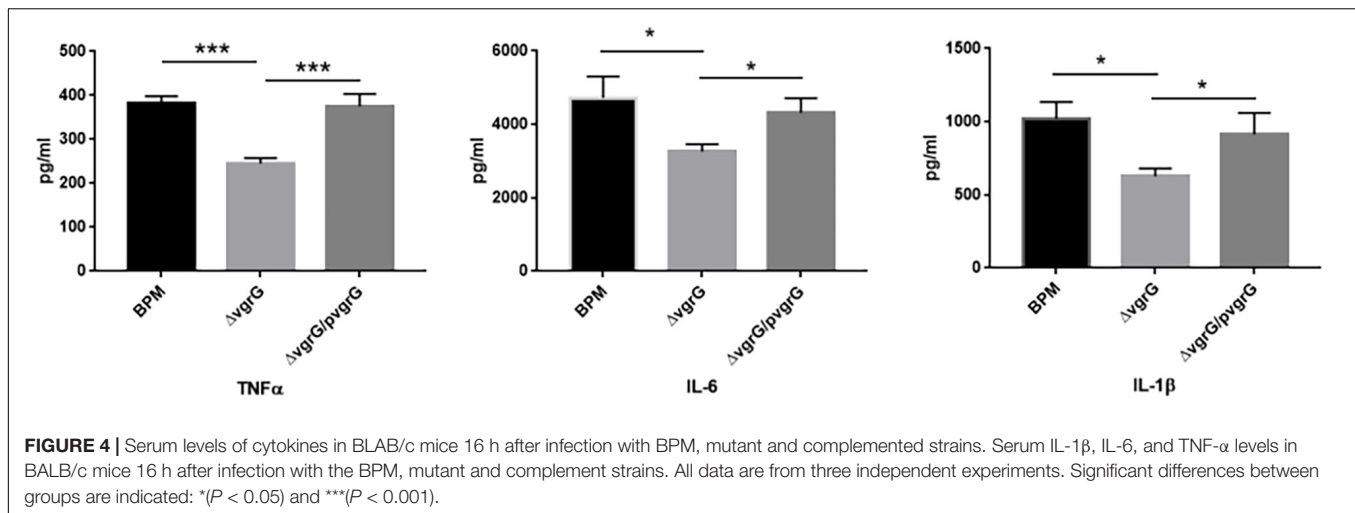 500
400
300
200
100
0
pg/ml
***
***
BPM
ΔvgrG
ΔvgrG/pvgrG
TNFα
6000
4000
2000
0
pg/ml
*
*
BPM
ΔvgrG
ΔvgrG/pvgrG
IL-6
1500
1000
500
0
pg/ml
*
*
BPM
ΔvgrG
ΔvgrG/pvgrG
IL-1β
FIGURE 4 | Serum levels of cytokines in BLAB/c mice 16 h after infection with BPM, mutant and complemented strains. Serum IL-1β, IL-6, and TNF-α levels in
BALB/c mice 16 h after infection with the BPM, mutant and complement strains. All data are from three independent experiments. Significant differences between
groups are indicated: *(P < 0.05) and ***(P < 0.001).